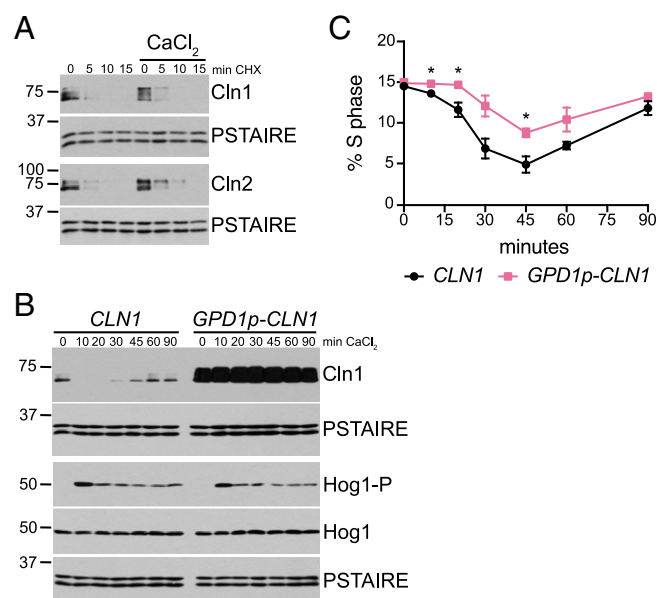 A
CaCl2
0 5 10 15 0 5 10 15 min CHX
75
Cln1
37
PSTAIRE
100
75
Cln2
37
PSTAIRE
B
CLN1 GPD1p-CLN1
0 10 20 30 45 60 90 0 10 20 30 45 60 90 min CaCl2
75
Cln1
37
PSTAIRE
50
Hog1-P
50
Hog1
37
PSTAIRE
C
20
15
10
5
0
% S phase
* * *
0 15 30 45 60 75 90
minutes
CLN1 GPD1p-CLN1